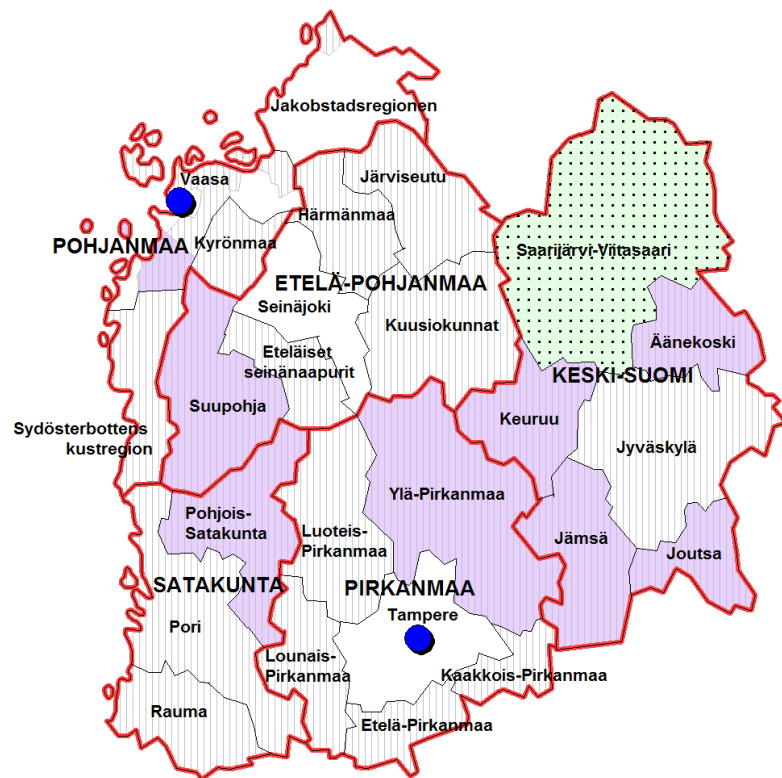 Jakobstadsregionen
Järviseutu
Vaasa
Härmänmaa
POHJANMAA
Kyrönmaa
Saarijärvi-Viitasaari
ETELÄ-POHJANMAA
Seinäjoki
Kuusiokunnat
Äänekoski
Eteläiset
seinänaapurit
KESKI-SUOMI
Suupohja
Keuruu
Sydösterbottens
kustregion
Jyväskylä
Ylä-Pirkanmaa
Pohjois-
Satakunta
Luoteis-
Pirkanmaa
Jämsä
Joutsa
SATAKUNTA
PIRKANMAA
Tampere
Pori
Lounais-
Pirkanmaa
Kaakkois-Pirkanmaa
Rauma
Etelä-Pirkanmaa